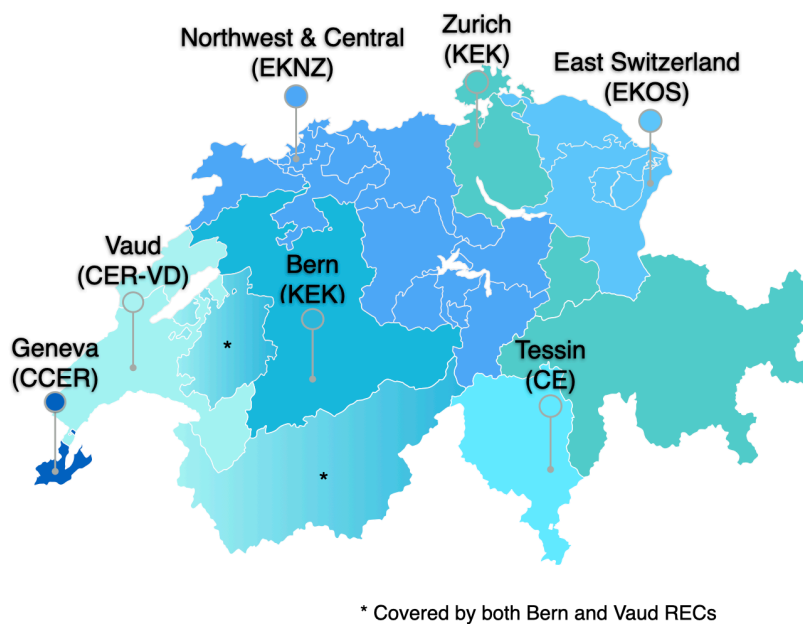 Northwest & Central
(EKNZ)
Zurich
(KEK)
East Switzerland
(EKOS)
Vaud
(CER-VD)
Bern
(KEK)
Geneva
(CCER)
Tessin
(CE)
*
*
* Covered by both Bern and Vaud RECs